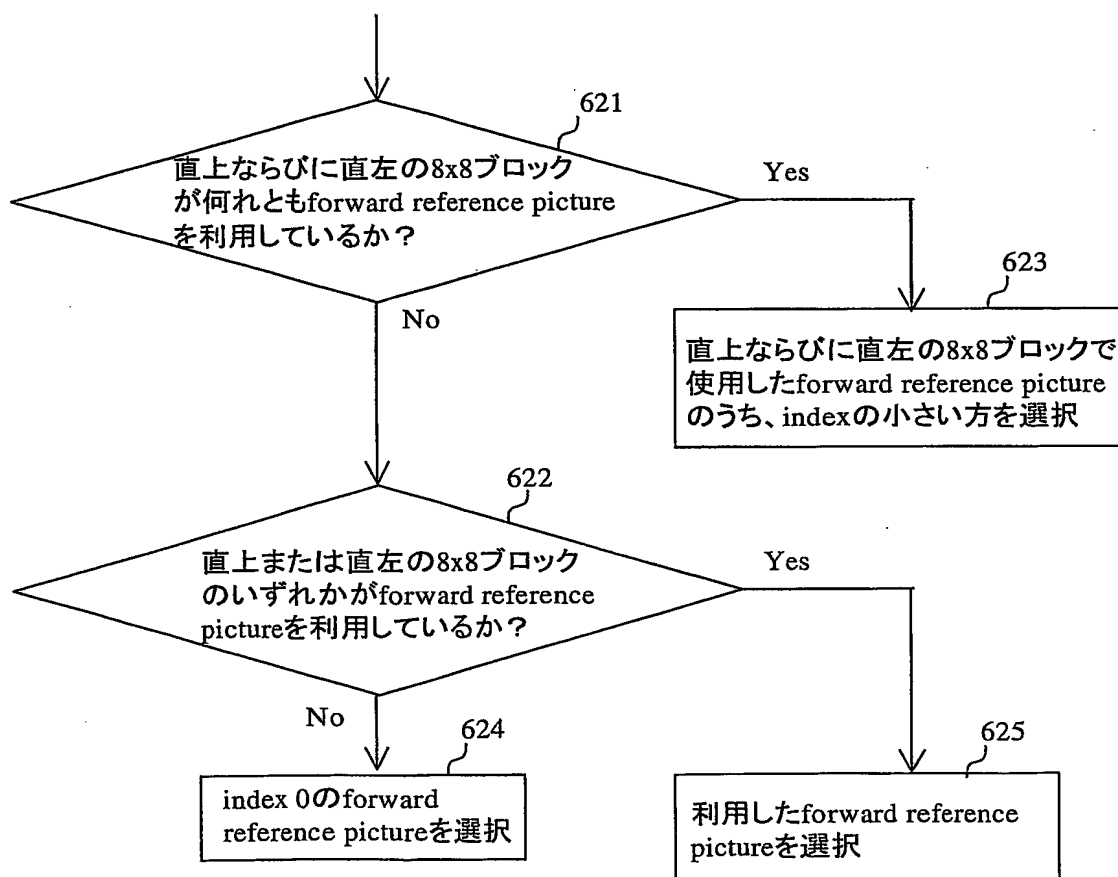 621
直上ならびに直左の8x8ブロック
が何れともforward reference picture
を利用しているか？
Yes
No
623
直上ならびに直左の8x8ブロックで
使用したforward reference picture
のうち、indexの小さい方を選択
622
直上または直左の8x8ブロック
のいずれかがforward reference
pictureを利用しているか？
Yes
No
624
index 0のforward
reference pictureを選択
625
利用したforward reference
pictureを選択